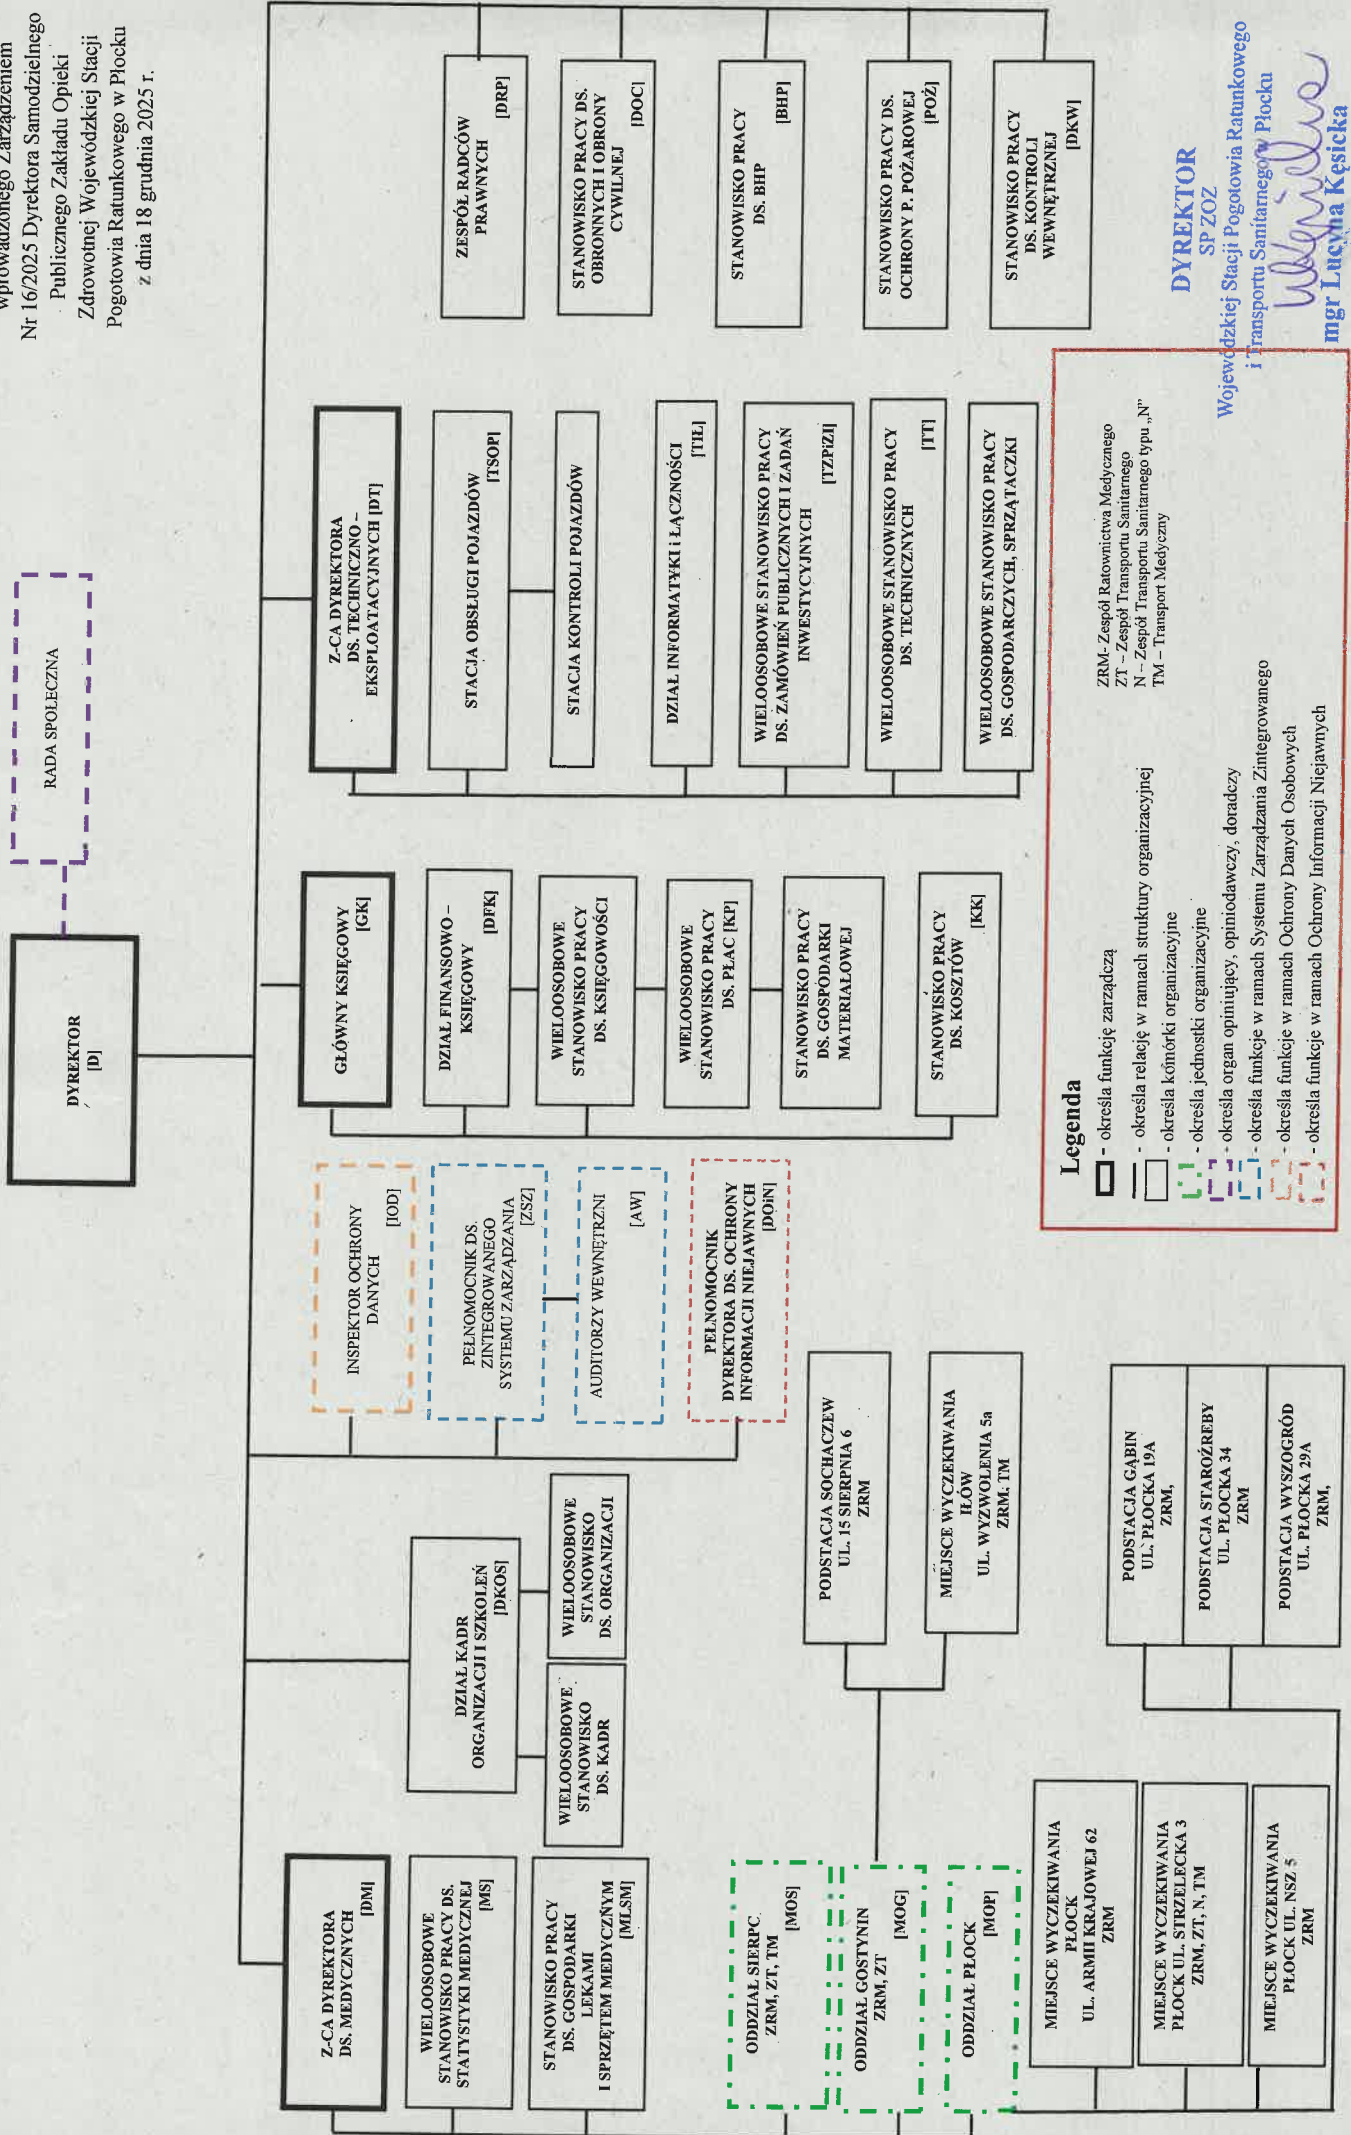 wprowadzonego Zarządzeniem
Nr 16/2025 Dyrektora Samodzielnego
Publicznego Zakładu Opieki
Zdrowotnej Wojewódzkiej Stacji
Pogotowia Ratunkowego w Płocku
z dnia 18 grudnia 2025 r.
RADA SPOŁECZNA
DYREKTOR
[D]
Z-CA DYREKTORA
DS. MEDYCZNYCH
[DM]
WIELOOSOBOWE
STANOWISKO PRACY DS.
STATYSTYKI MEDYCZNEJ
[MS]
STANOWISKO PRACY
DS. GOSPODARKI
LEKAMI
I SPRZĘTEM MEDYCZNYM
[MLSM]
ODDZIAŁ SIERPC
ZRM, ZT, TM
[MOS]
ODDZIAŁ GOSTYNIN
ZRM, ZT
[MOG]
ODDZIAŁ PŁOCK
[MOP]
MIEJSCE WYCZEKIWANIA
PŁOCK
UL. ARMII KRAJOWEJ 62
ZRM
MIEJSCE WYCZEKIWANIA
PŁOCK UL. STRZELECKA 3
ZRM, ZT, N, TM
MIEJSCE WYCZEKIWANIA
PŁOCK UL. NSZ 5
ZRM
DZIAŁ KADR
ORGANIZACJI I SZKOLEŃ
[DKOS]
WIELOOSOBOWE
STANOWISKO
DS. KADR
WIELOOSOBOWE
STANOWISKO
DS. ORGANIZACJI
PODSTACJA SOCHACZEW
UL. 15 SIERPNIA 6
ZRM
MIEJSCE WYCZEKIWANIA
IŁÓW
UL. WYZWOLENIA 5a
ZRM, TM
PODSTACJA GĄBIN
UL. PŁOCKA 19A
ZRM,
PODSTACJA STAROŹREBY
UL. PŁOCKA 34
ZRM
PODSTACJA WYSZOGRÓD
UL. PŁOCKA 29A
ZRM,
INSPEKTOR OCHRONY
DANYCH
[IOD]
PEŁNOMOCNIK DS.
ZINTEGROWANEGO
SYSTEMU ZARZĄDZANIA
[ZSZ]
AUDITORZY WEWNĘTRZNI
[AW]
PEŁNOMOCNIK
DYREKTORA DS. OCHRONY
INFORMACJI NIEJAWNYCH
[DOiN]
GŁÓWNY KSIĘGOWY
[GK]
DZIAŁ FINANSOWO –
KSIĘGOWY
[DFK]
WIELOOSOBOWE
STANOWISKO PRACY
DS. KSIĘGOWOŚCI
WIELOOSOBOWE
STANOWISKO PRACY
DS. PŁAC [KP]
STANOWISKO PRACY
DS. GOSPODARKI
MATERIAŁOWEJ
STANOWISKO PRACY
DS. KOSZTÓW
[KK]
Z-CA DYREKTORA
DS. TECHNICZNO –
EKSPLOATACYJNYCH [DT]
STACJA OBSŁUGI POJAZDÓW
[TSOP]
STACJA KONTROLI POJAZDÓW
DZIAŁ INFORMATYKI i ŁĄCZNOŚCI
[TIŁ]
WIELOOSOBOWE STANOWISKO PRACY
DS. ZAMÓWIEŃ PUBLICZNYCH I ZADAŃ
INWESTYCYJNYCH
[TZPiZI]
WIELOOSOBOWE STANOWISKO PRACY
DS. TECHNICZNYCH
[TT]
WIELOOSOBOWE STANOWISKO PRACY
DS. GOSPODARCZYCH, SPRZĄTACZKI
ZESPÓŁ RADCÓW
PRAWNYCH
[DRP]
STANOWISKO PRACY DS.
OBRONNYCH I OBRONY
CYWILNEJ
[DOC]
STANOWISKO PRACY
DS. BHP
[BHP]
STANOWISKO PRACY DS.
OCHRONY P. POŻAROWEJ
[POŻ]
STANOWISKO PRACY
DS. KONTROLI
WEWNĘTRZNEJ
[DKW]
Legenda
- określa funkcję zarządczą
- określa relację w ramach struktury organizacyjnej
- określa komórki organizacyjne
- określa jednostki organizacyjne
- określa organ opiniujący, opiniodawczy, doradczy
- określa funkcje w ramach Systemu Zarządzania Zintegrowanego
- określa funkcje w ramach Ochrony Danych Osobowych
- określa funkcje w ramach Ochrony Informacji Niejawnych
ZRM- Zespół Ratownictwa Medycznego
ZT – Zespół Transportu Sanitarnego
N – Zespół Transportu Sanitarnego typu „N”
TM – Transport Medyczny
DYREKTOR
SP ZOZ
Wojewódzkiej Stacji Pogotowia Ratunkowego
i Transportu Sanitarnego w Płocku
mgr Lucyna Kęsicka